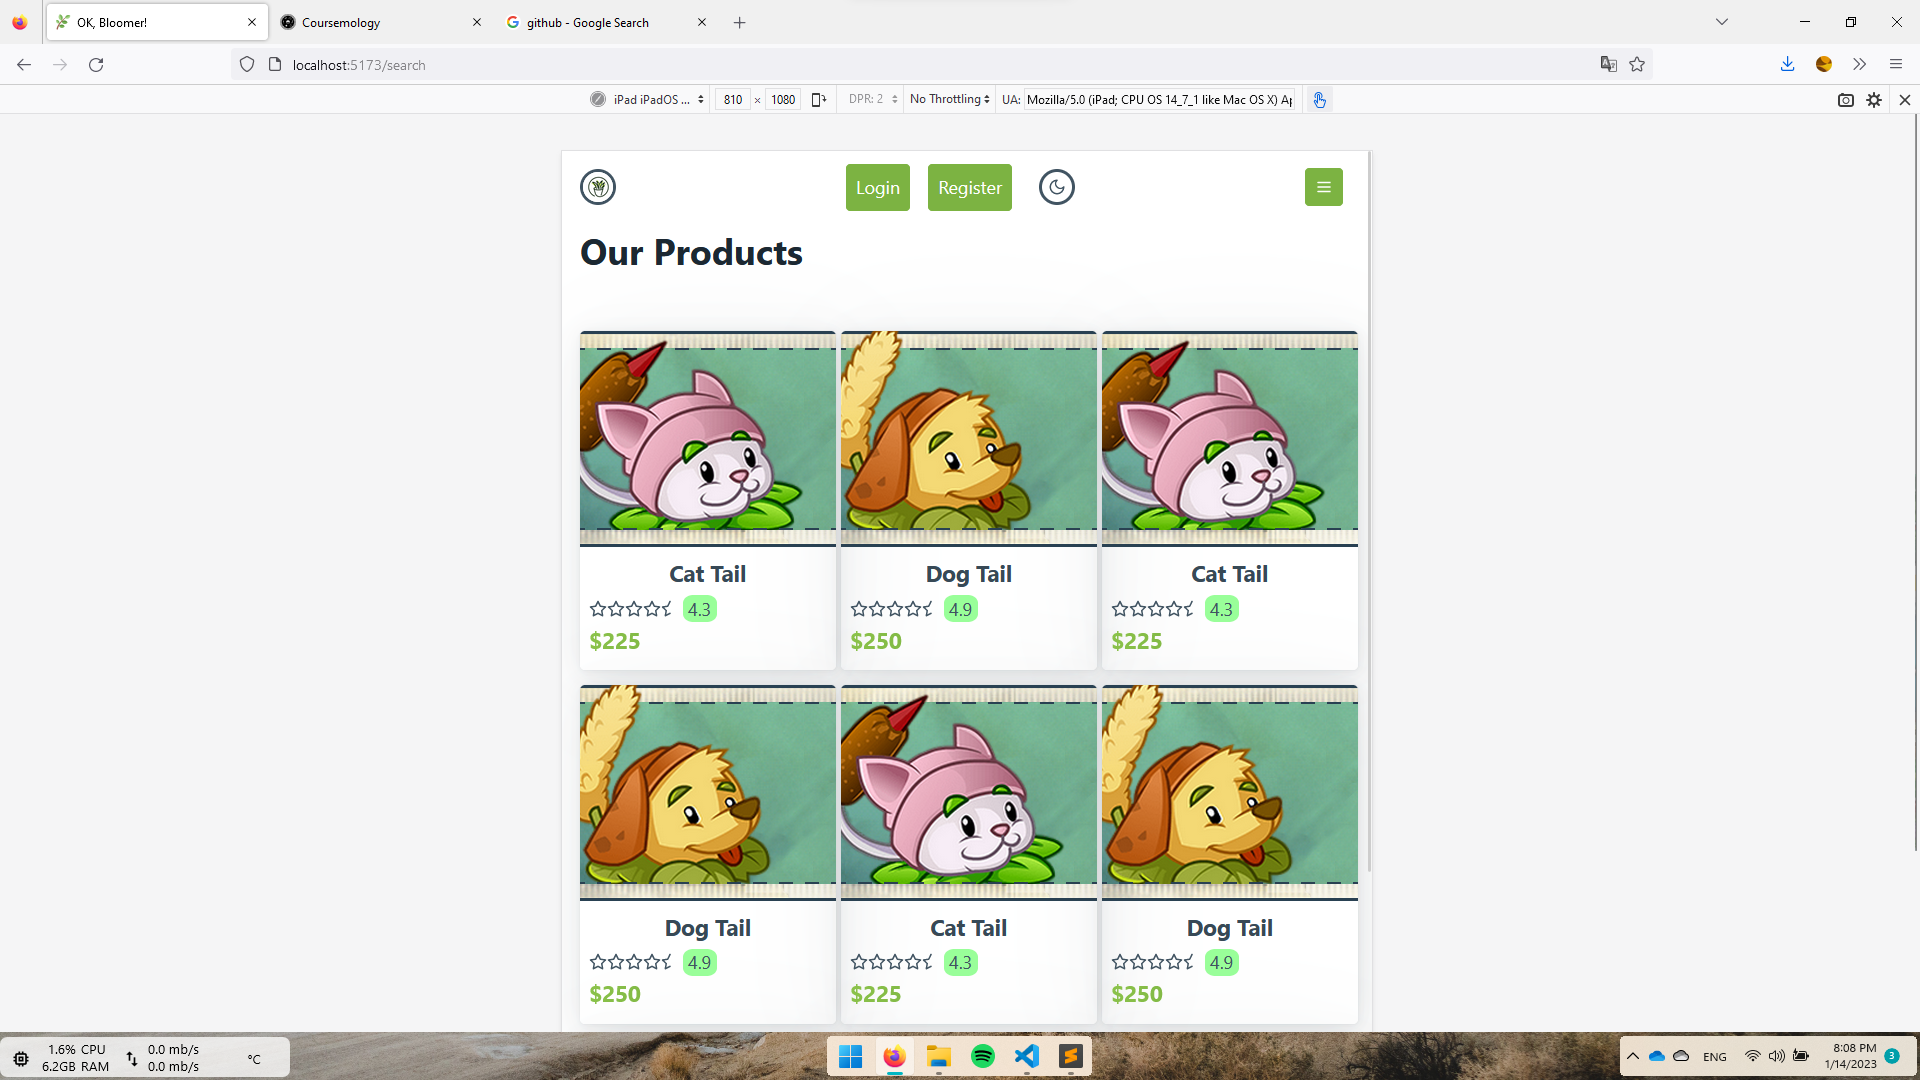 OK, Bloomer!
Coursemology
github - Google Search
localhost:5173/search
iPad iPadOS ...
810 × 1080
DPR: 2
No Throttling
UA: Mozilla/5.0 (iPad; CPU OS 14_7_1 like Mac OS X) Ap
Login
Register
Our Products
Cat Tail
4.3
$225
Dog Tail
4.9
$250
Cat Tail
4.3
$225
Dog Tail
4.9
$250
Cat Tail
4.3
$225
Dog Tail
4.9
$250
1.6% CPU
6.2GB RAM
0.0 mb/s
0.0 mb/s
°C
ENG
8:08 PM
1/14/2023
3